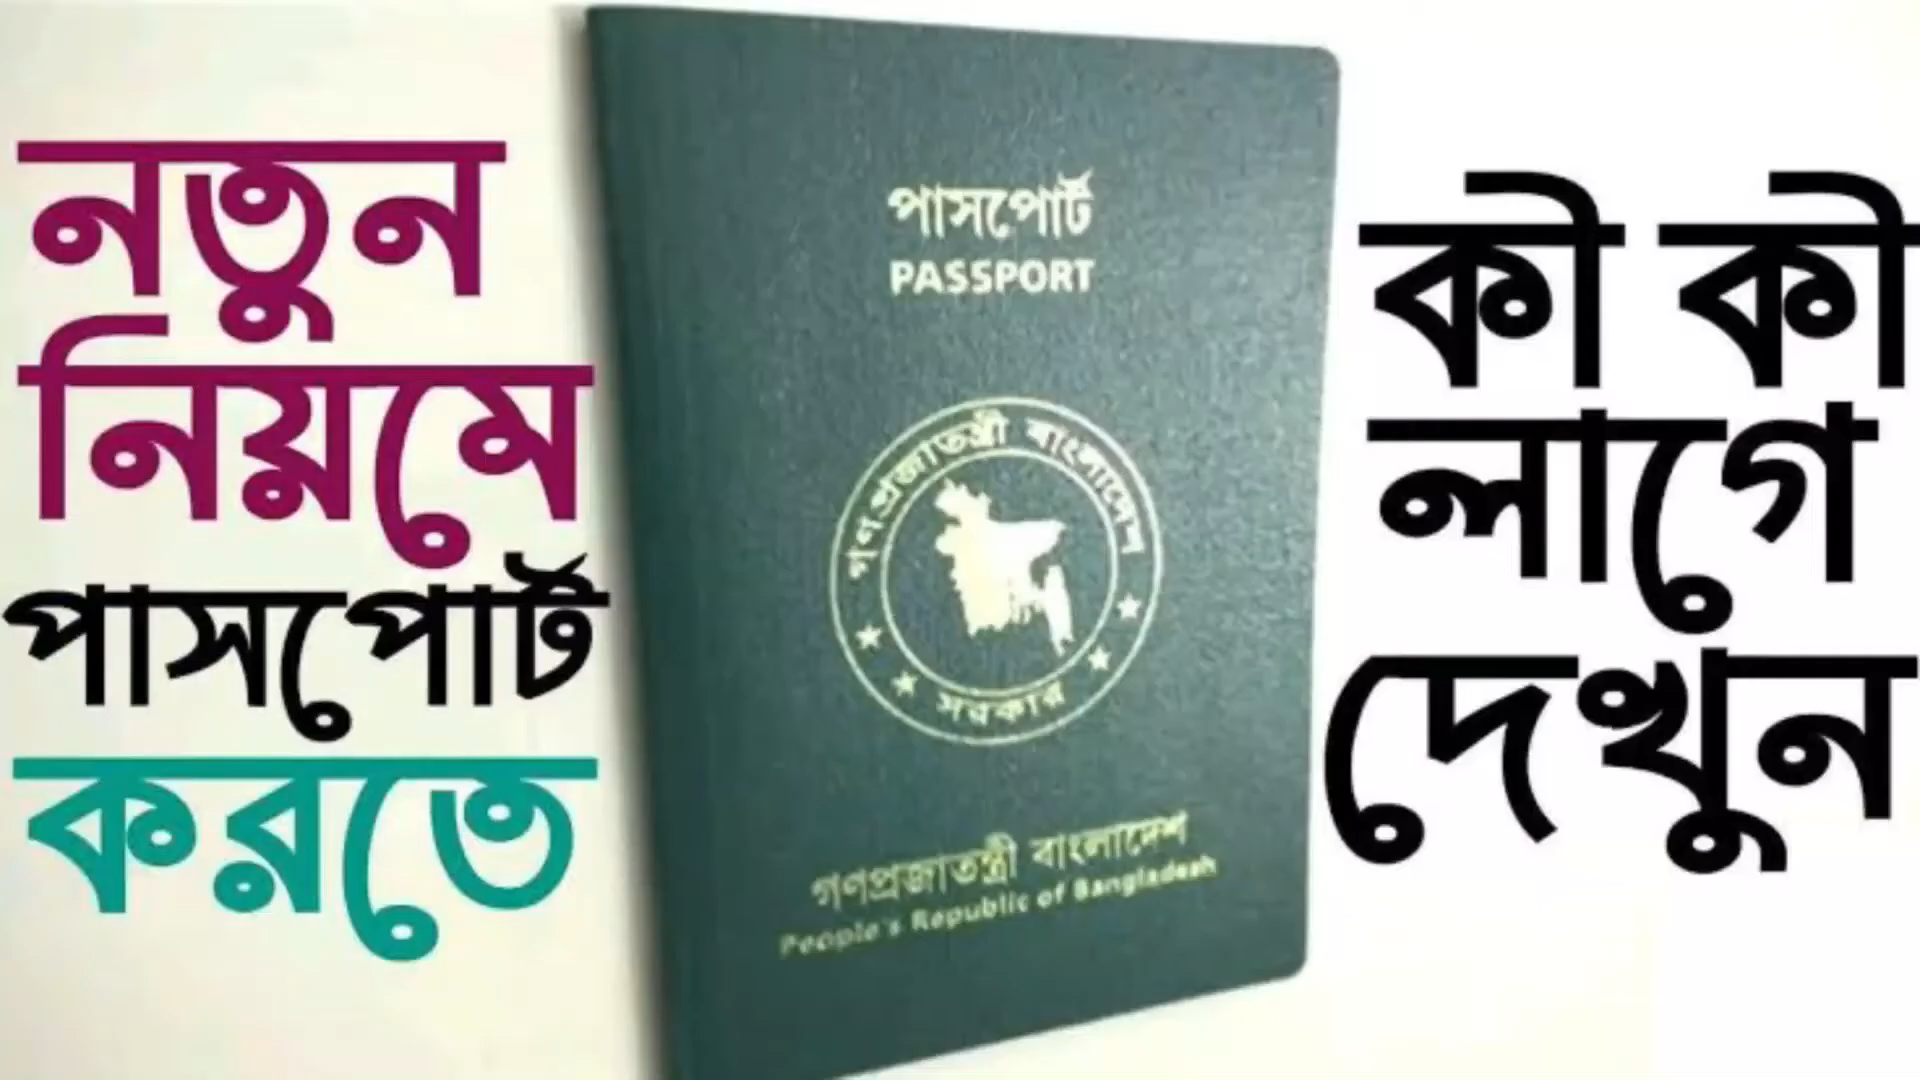 নতুন
নিয়মে
পাসপোর্ট
করতে
পাসপোর্ট
PASSPORT
গণপ্রজাতন্ত্রী বাংলাদেশ
সরকার
গণপ্রজাতন্ত্রী বাংলাদেশ
People's Republic of Bangladesh
কী কী
লাগে
দেখুন